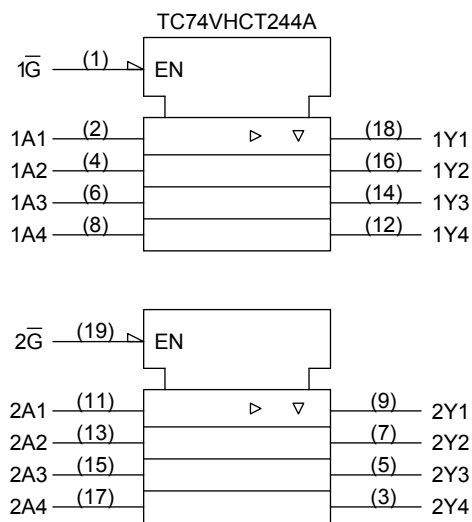 TC74VHCT244A
1G̅ (1) EN
1A1 (2) (18) 1Y1
1A2 (4) (16) 1Y2
1A3 (6) (14) 1Y3
1A4 (8) (12) 1Y4
2G̅ (19) EN
2A1 (11) (9) 2Y1
2A2 (13) (7) 2Y2
2A3 (15) (5) 2Y3
2A4 (17) (3) 2Y4